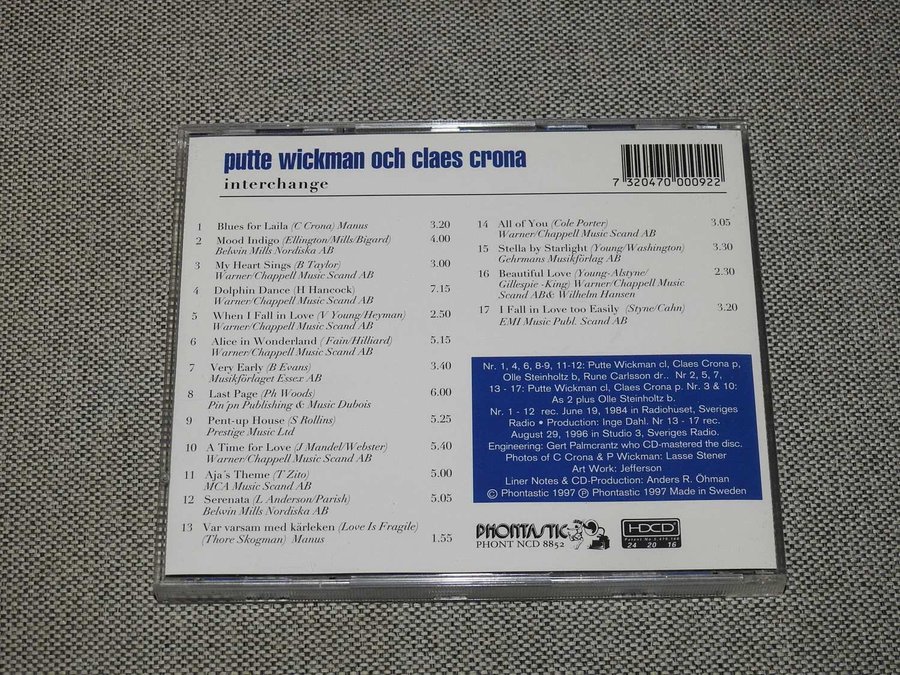 putte wickman och claes crona
interchange
7 320470 000922
1 Blues for Laila (C Crona) Manus 3.20
2 Mood Indigo (Ellington/Mills/Bigard) 4.00
Belwin Mills Nordiska AB
3 My Heart Sings (B Taylor) 3.00
Warner/Chappell Music Scand AB
4 Dolphin Dance (H Hancock) 7.15
Warner/Chappell Music Scand AB
5 When I Fall in Love (V Young/Heyman) 2.50
Warner/Chappell Music Scand AB
6 Alice in Wonderland ( Fain/Hilliard) 5.15
Warner/Chappell Music Scand AB
7 Very Early (B Evans) 3.40
Musikförlaget Essex AB
8 Last Page (Ph Woods) 6.00
Pin´pn Publishing & Music Dubois
9 Pent-up House (S Rollins) 5.25
Prestige Music Ltd
10 A Time for Love (J Mandel/Webster) 5.40
Warner/Chappell Music Scand AB
11 Aja´s Theme (T Zito) 5.00
MCA Music Scand AB
12 Serenata (L Anderson/Parish) 5.05
Belwin Mills Nordiska AB
13 Var varsam med kärleken (Love Is Fragile)
(Thore Skogman) Manus 1.55
14 All of You (Cole Porter) 3.05
Warner/Chappell Music Scand AB
15 Stella by Starlight (Young/Washington) 3.30
Gehrmans Musikförlag AB
16 Beautiful Love (Young-Alstyne/ 2.30
Gillespie -King) Warner/Chappell Music
Scand AB& Wilhelm Hansen
17 I Fall in Love too Easily (Styne/Cahn) 3.20
EMI Music Publ. Scand AB
Nr. 1, 4, 6, 8-9, 11-12: Putte Wickman cl, Claes Crona p,
Olle Steinholtz b, Rune Carlsson dr.. Nr 2, 5, 7,
13 - 17: Putte Wickman cl, Claes Crona p. Nr. 3 & 10:
As 2 plus Olle Steinholtz b.
Nr. 1 - 12 rec. June 19, 1984 in Radiohuset, Sveriges
Radio • Production: Inge Dahl. Nr 13 - 17 rec.
August 29, 1996 in Studio 3, Sveriges Radio.
Engineering: Gert Palmcrantz who CD-mastered the disc.
Photos of C Crona & P Wickman: Lasse Stener
Art Work: Jefferson
Liner Notes & CD-Production: Anders R. Öhman
© Phontastic 1997 ℗ Phontastic 1997 Made in Sweden
PHONTASTIC
PHONT NCD 8852
HDCD
24 20 16